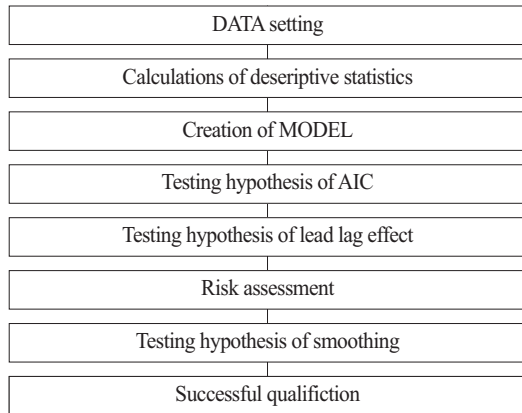 DATA setting
Calculations of deseriptive statistics
Creation of MODEL
Testing hypothesis of AIC
Testing hypothesis of lead lag effect
Risk assessment
Testing hypothesis of smoothing
Successful qualifiction